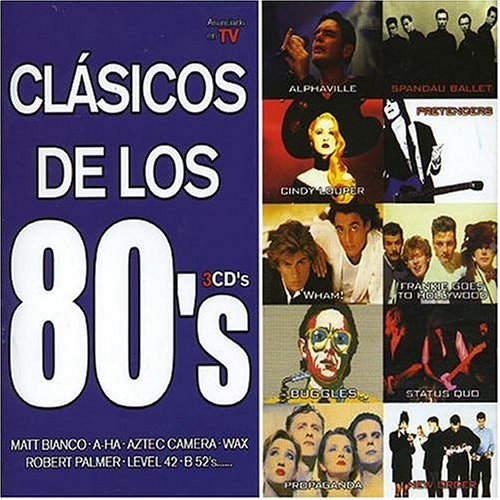 Anunciado
en TV
CLÁSICOS
DE LOS
80's
3CD's
MATT BIANCO · A-HA · AZTEC CAMERA · WAX
ROBERT PALMER · LEVEL 42 · B 52's.....
ALPHAVILLE
SPANDAU BALLET
CINDY LOUPER
PRETENDERS
WHAM!
FRANKIE GOES
TO HOLLYWOOD
BUGGLES
STATUS QUO
PROPAGANDA
NEW ORDER